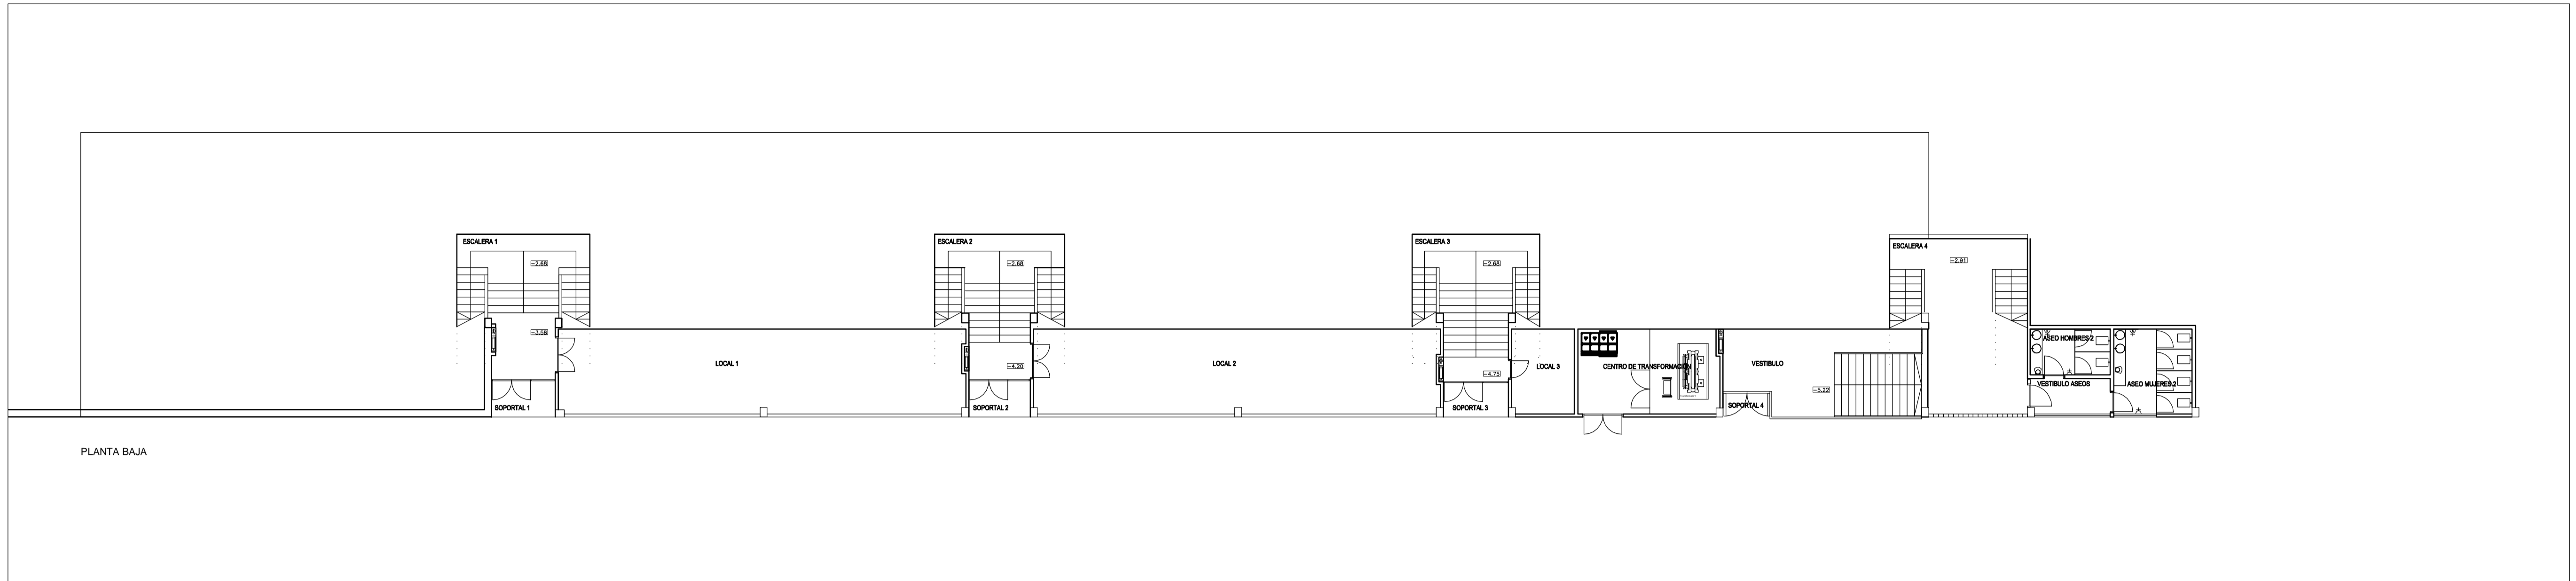 ESCALERA 1
ESCALERA 2
ESCALERA 3
ESCALERA 4
-2.68
-2.68
-2.68
-2.91
-3.58
ASEO HOMBRES 2
LOCAL 1
LOCAL 2
-4.20
LOCAL 3
CENTRO DE TRANSFORMACIÓN
VESTIBULO
-4.75
VESTIBULO ASEOS
ASEO MUJERES 2
-5.22
SOPORTAL 1
SOPORTAL 2
SOPORTAL 3
SOPORTAL 4
PLANTA BAJA